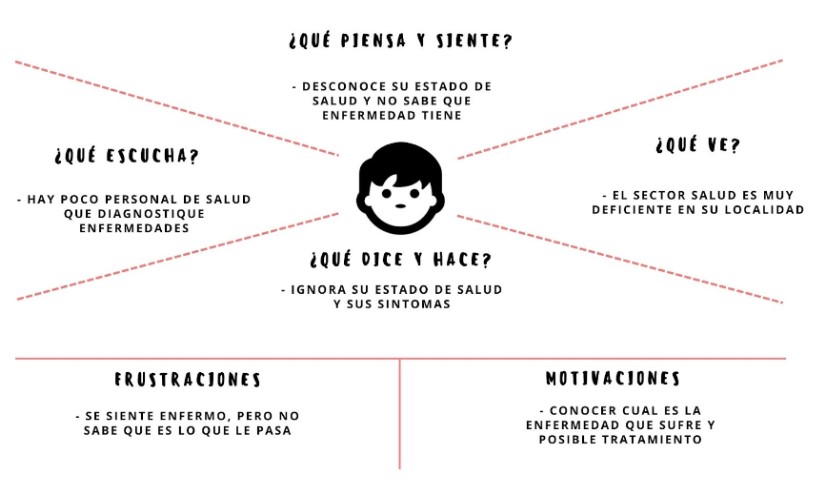 ¿QUÉ PIENSA Y SIENTE?
- DESCONOCE SU ESTADO DE
SALUD Y NO SABE QUE
ENFERMEDAD TIENE
¿QUÉ ESCUCHA?
- HAY POCO PERSONAL DE SALUD
QUE DIAGNOSTIQUE
ENFERMEDADES
¿QUÉ VE?
- EL SECTOR SALUD ES MUY
DEFICIENTE EN SU LOCALIDAD
¿QUÉ DICE Y HACE?
- IGNORA SU ESTADO DE SALUD
Y SUS SINTOMAS
FRUSTRACIONES
- SE SIENTE ENFERMO, PERO NO
SABE QUE ES LO QUE LE PASA
MOTIVACIONES
- CONOCER CUAL ES LA
ENFERMEDAD QUE SUFRE Y
POSIBLE TRATAMIENTO